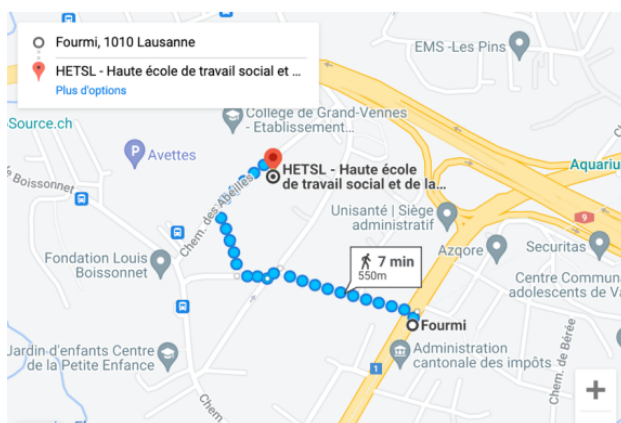 Fourmi, 1010 Lausanne
HETSL - Haute école de travail social et ...
Plus d'options
EMS -Les Pins
Collège de Grand-Vennes
- Etablissement...
Source.ch
Avettes
P
HETSL - Haute école
de travail social et de la...
Aquarius
Boissonnet
Chem. des Abeilles
Unisanté | Siège
administratif
9
Azqore
Securitas
Fondation Louis
Boissonnet
7 min
550m
Centre Commun
adolescents de Va
Fourmi
Jardin d'enfants Centre
de la Petite Enfance
1
Administration
cantonale des impôts
Chem. de Bérée
Chem.
+